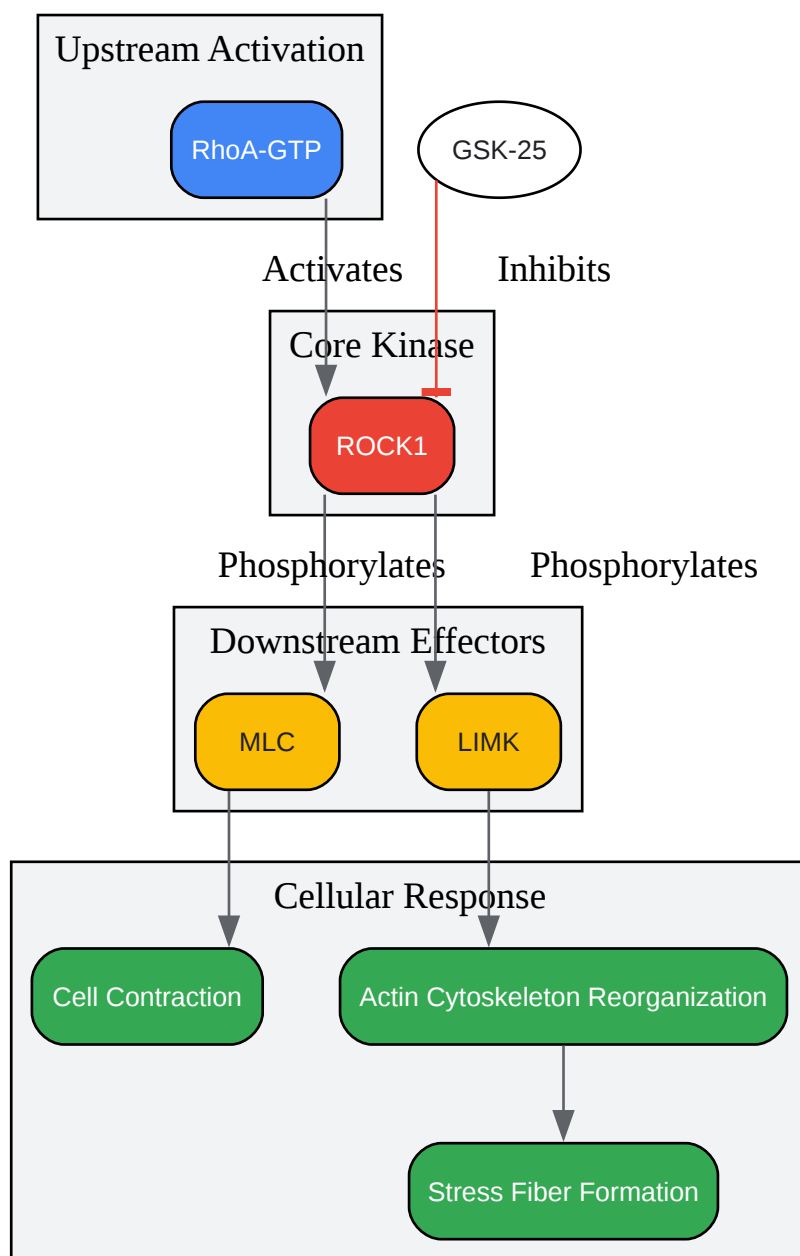 Upstream Activation
RhoA-GTP
GSK-25
Activates
Inhibits
Core Kinase
ROCK1
Phosphorylates
Phosphorylates
Downstream Effectors
MLC
LIMK
Cellular Response
Cell Contraction
Actin Cytoskeleton Reorganization
Stress Fiber Formation